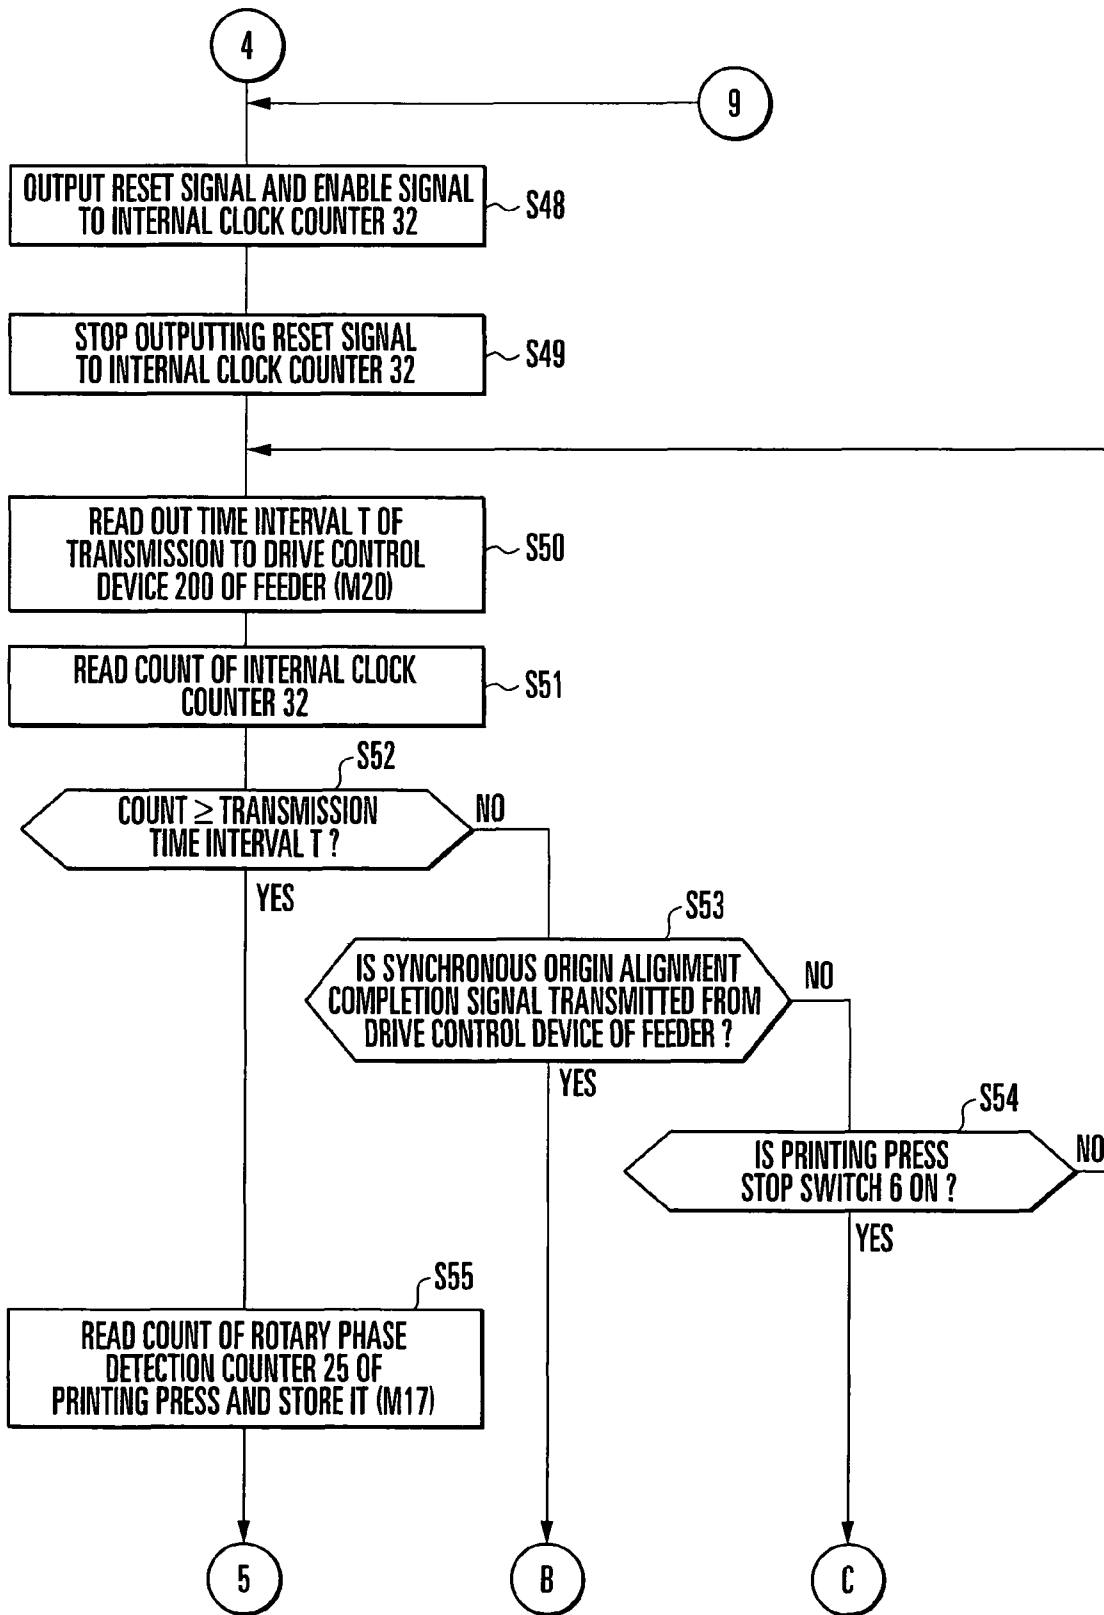 4
9
OUTPUT RESET SIGNAL AND ENABLE SIGNAL
TO INTERNAL CLOCK COUNTER 32
S48
STOP OUTPUTTING RESET SIGNAL
TO INTERNAL CLOCK COUNTER 32
S49
READ OUT TIME INTERVAL T OF
TRANSMISSION TO DRIVE CONTROL
DEVICE 200 OF FEEDER (M20)
S50
READ COUNT OF INTERNAL CLOCK
COUNTER 32
S51
S52
COUNT ≥ TRANSMISSION
TIME INTERVAL T ?
NO
YES
S53
IS SYNCHRONOUS ORIGIN ALIGNMENT
COMPLETION SIGNAL TRANSMITTED FROM
DRIVE CONTROL DEVICE OF FEEDER ?
NO
YES
S54
IS PRINTING PRESS
STOP SWITCH 6 ON ?
NO
YES
S55
READ COUNT OF ROTARY PHASE
DETECTION COUNTER 25 OF
PRINTING PRESS AND STORE IT (M17)
5
B
C